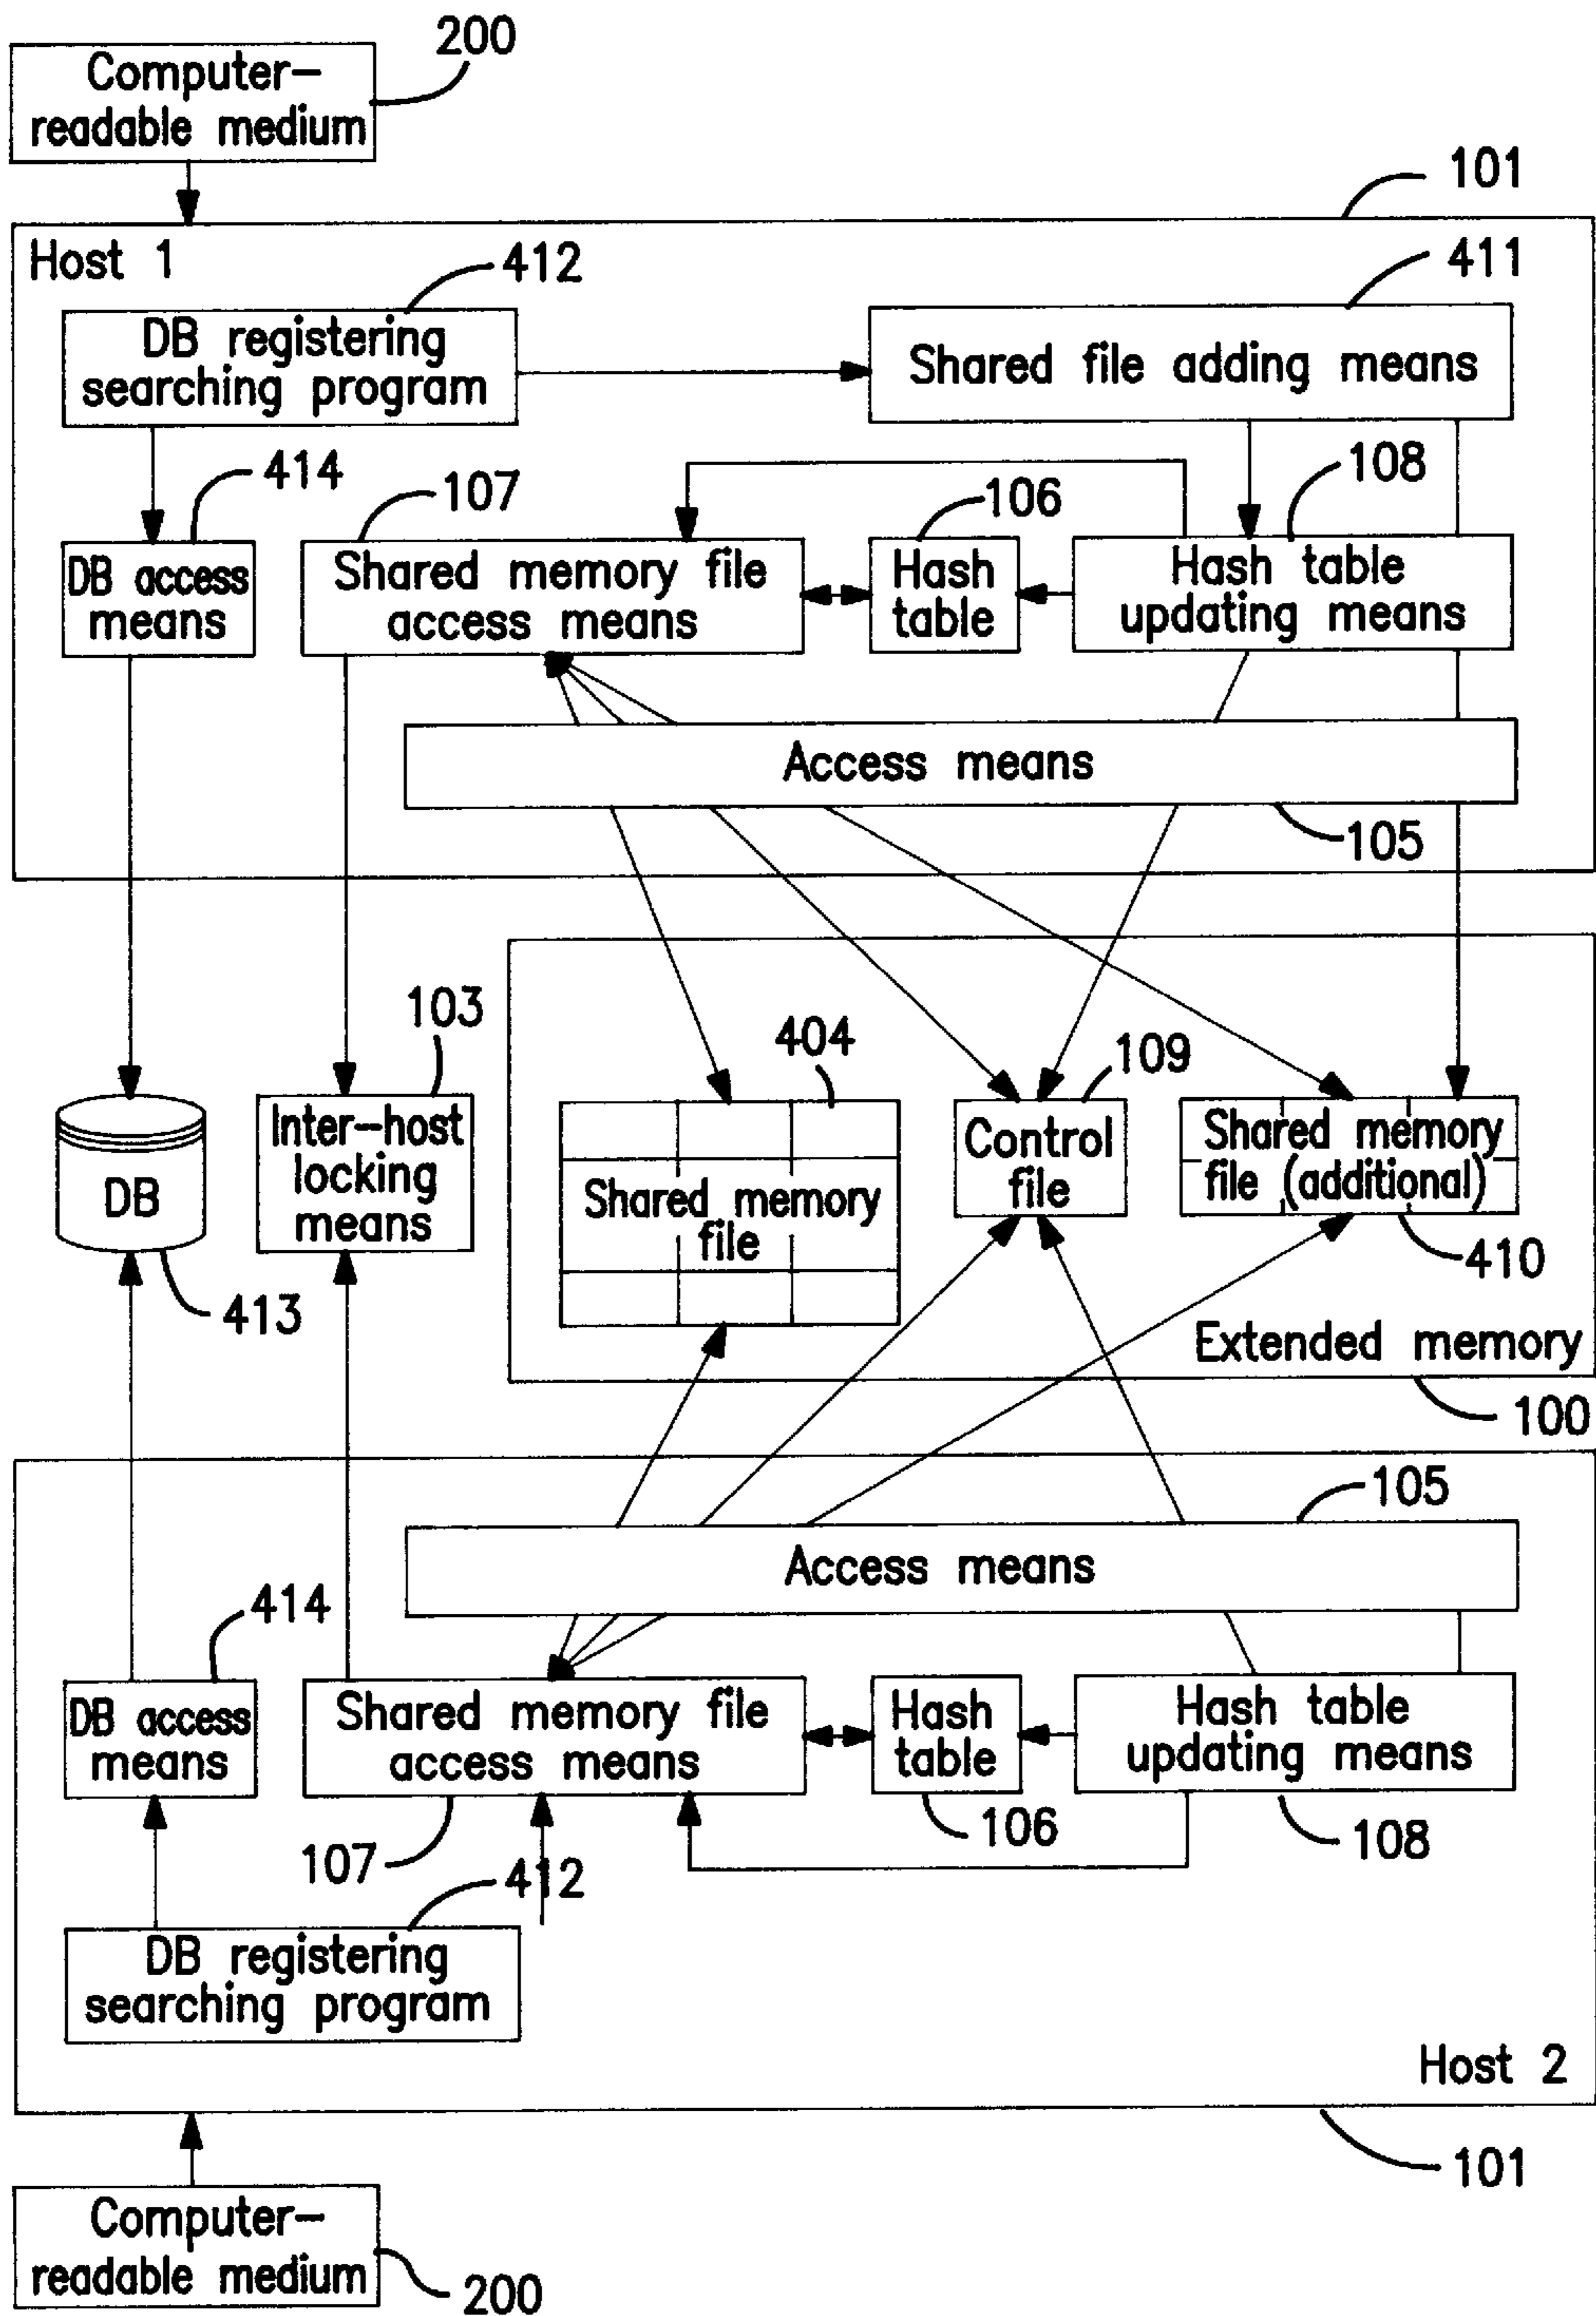 200
Computer-
readable medium
101
Host 1
412
411
DB registering
searching program
Shared file adding means
414
107
106
108
DB access
means
Shared memory file
access means
Hash
table
Hash table
updating means
Access means
105
103
404
109
Inter-host
locking
means
DB
Shared memory
file
Control
file
Shared memory
file (additional)
413
410
Extended memory
100
105
Access means
414
DB access
means
Shared memory file
access means
Hash
table
Hash table
updating means
107
106
108
412
DB registering
searching program
Host 2
101
Computer-
readable medium
200